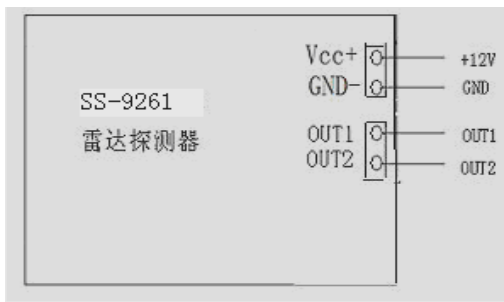 Vcc+ +12V
GND- GND
SS-9261
雷达探测器
OUT1 OUT1
OUT2 OUT2